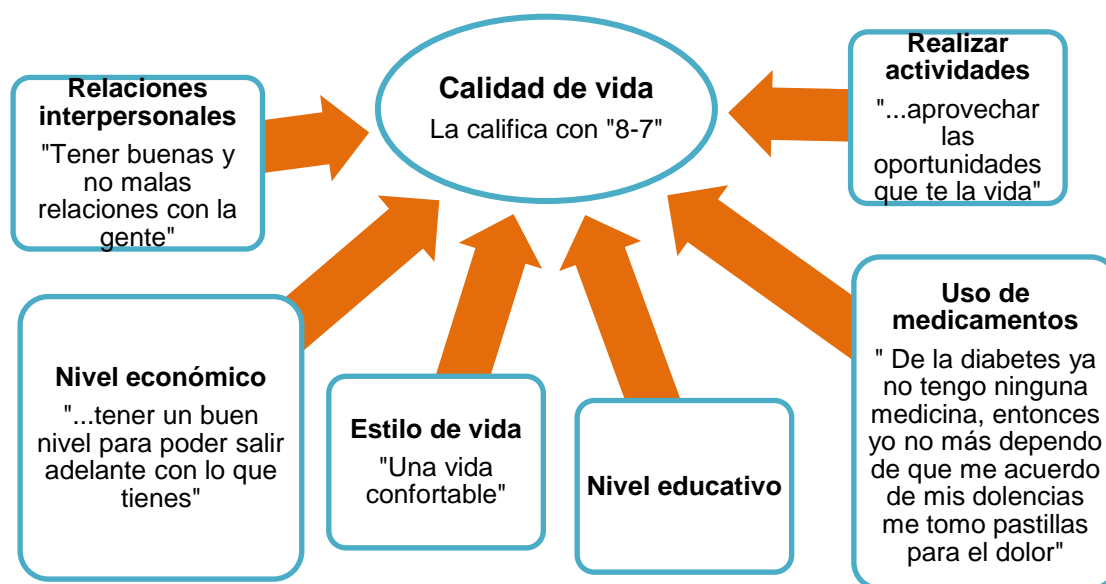 Relaciones
interpersonales
"Tener buenas y
no malas
relaciones con la
gente"
Calidad de vida
La califica con "8-7"
Realizar
actividades
"...aprovechar
las
oportunidades
que te la vida"
Nivel económico
"...tener un buen
nivel para poder salir
adelante con lo que
tienes"
Estilo de vida
"Una vida
confortable"
Nivel educativo
Uso de
medicamentos
" De la diabetes ya
no tengo ninguna
medicina, entonces
yo no más dependo
de que me acuerdo
de mis dolencias
me tomo pastillas
para el dolor"